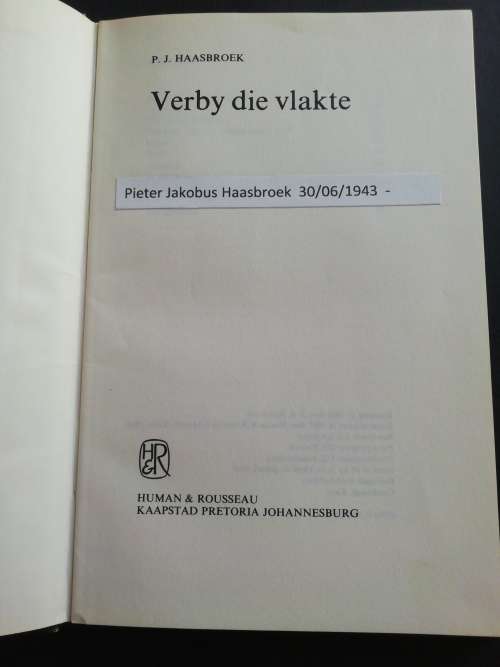 P. J. HAASBROEK
Verby die vlakte
Pieter Jakobus Haasbroek 30/06/1943 -
H&R
HUMAN & ROUSSEAU
KAAPSTAD PRETORIA JOHANNESBURG